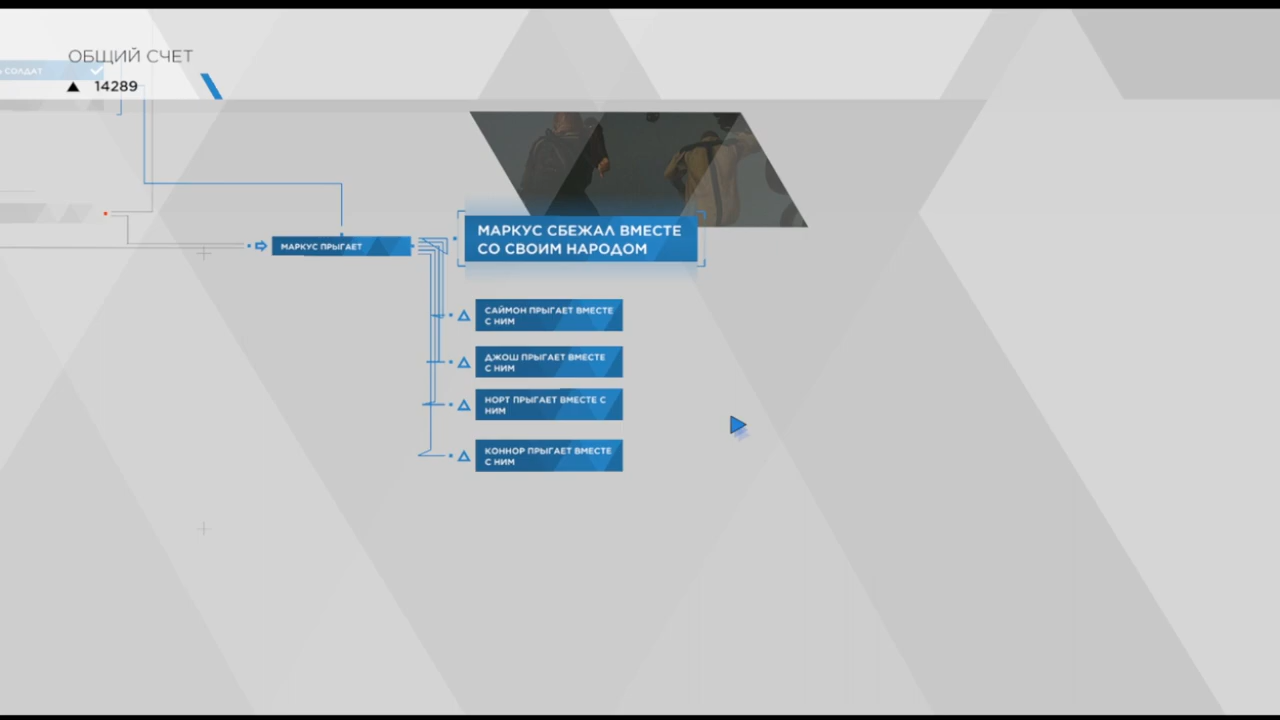 ОБЩИЙ СЧЕТ
СОЛДАТ
14289
МАРКУС СБЕЖАЛ ВМЕСТЕ
СО СВОИМ НАРОДОМ
МАРКУС ПРЫГАЕТ
САЙМОН ПРЫГАЕТ ВМЕСТЕ
С НИМ
ДЖОШ ПРЫГАЕТ ВМЕСТЕ
С НИМ
НОРТ ПРЫГАЕТ ВМЕСТЕ С
НИМ
КОННОР ПРЫГАЕТ ВМЕСТЕ
С НИМ